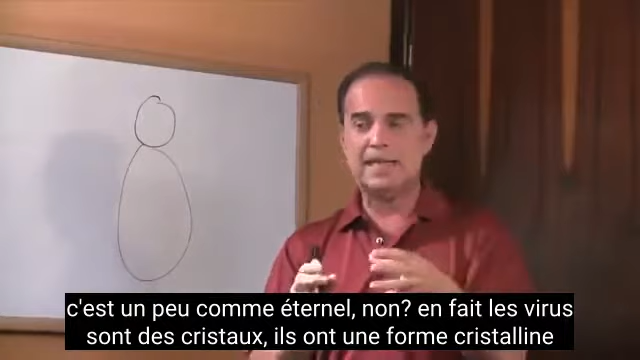 c'est un peu comme éternel, non? en fait les virus
sont des cristaux, ils ont une forme cristalline